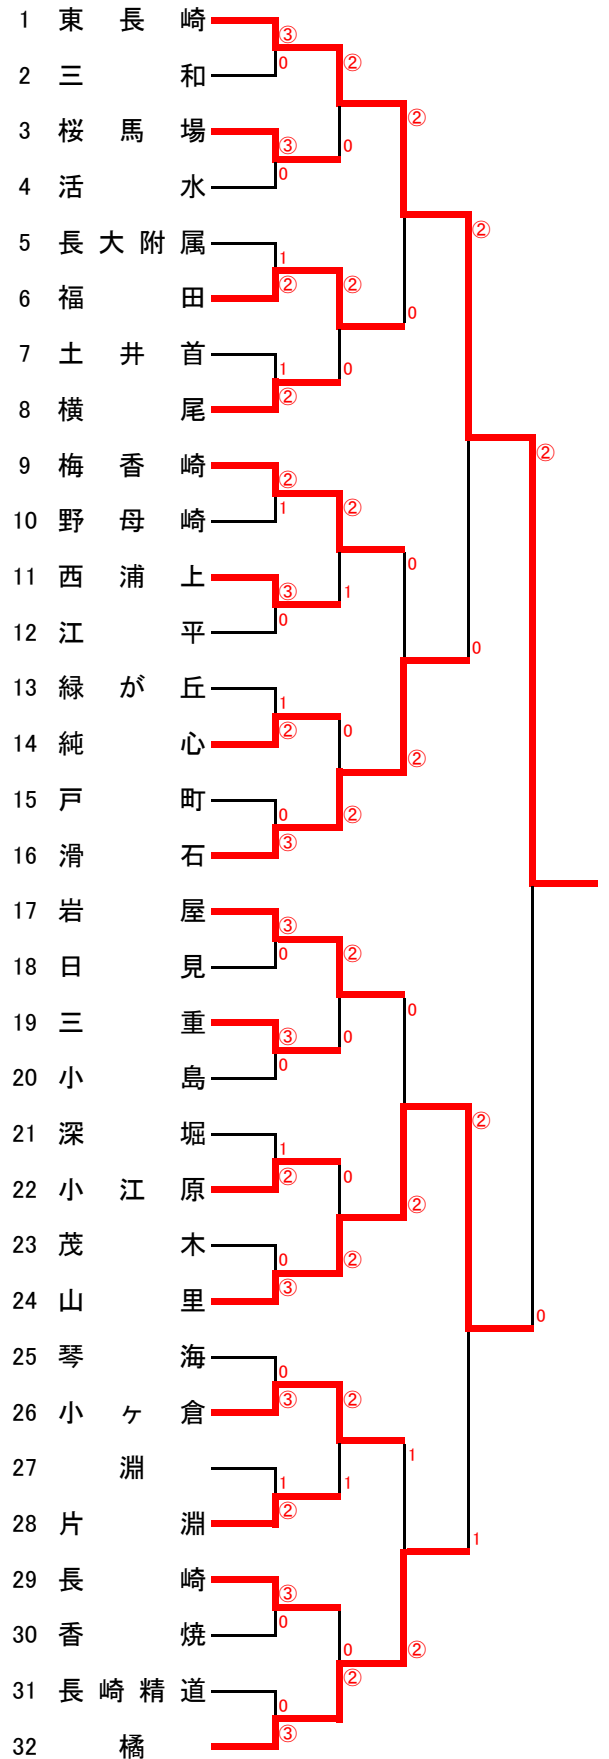 1 東長崎
③
2 三和
0
②
3 桜馬場
③
0
②
4 活水
0
5 長大附属
1
②
6 福田
②
②
0
7 土井首
1
0
8 横尾
②
②
9 梅香崎
②
10 野母崎
1
②
0
11 西浦上
③
1
12 江平
0
0
13 緑が丘
1
14 純心
②
0
②
15 戸町
0
②
16 滑石
③
17 岩屋
③
18 日見
0
②
0
19 三重
③
0
20 小島
0
②
21 深堀
1
22 小江原
②
0
②
23 茂木
0
②
24 山里
③
0
25 琴海
0
26 小ヶ倉
③
②
27 淵
1
1
1
28 片淵
②
1
29 長崎
③
30 香焼
0
0
②
31 長崎精道
0
②
32 橘
③